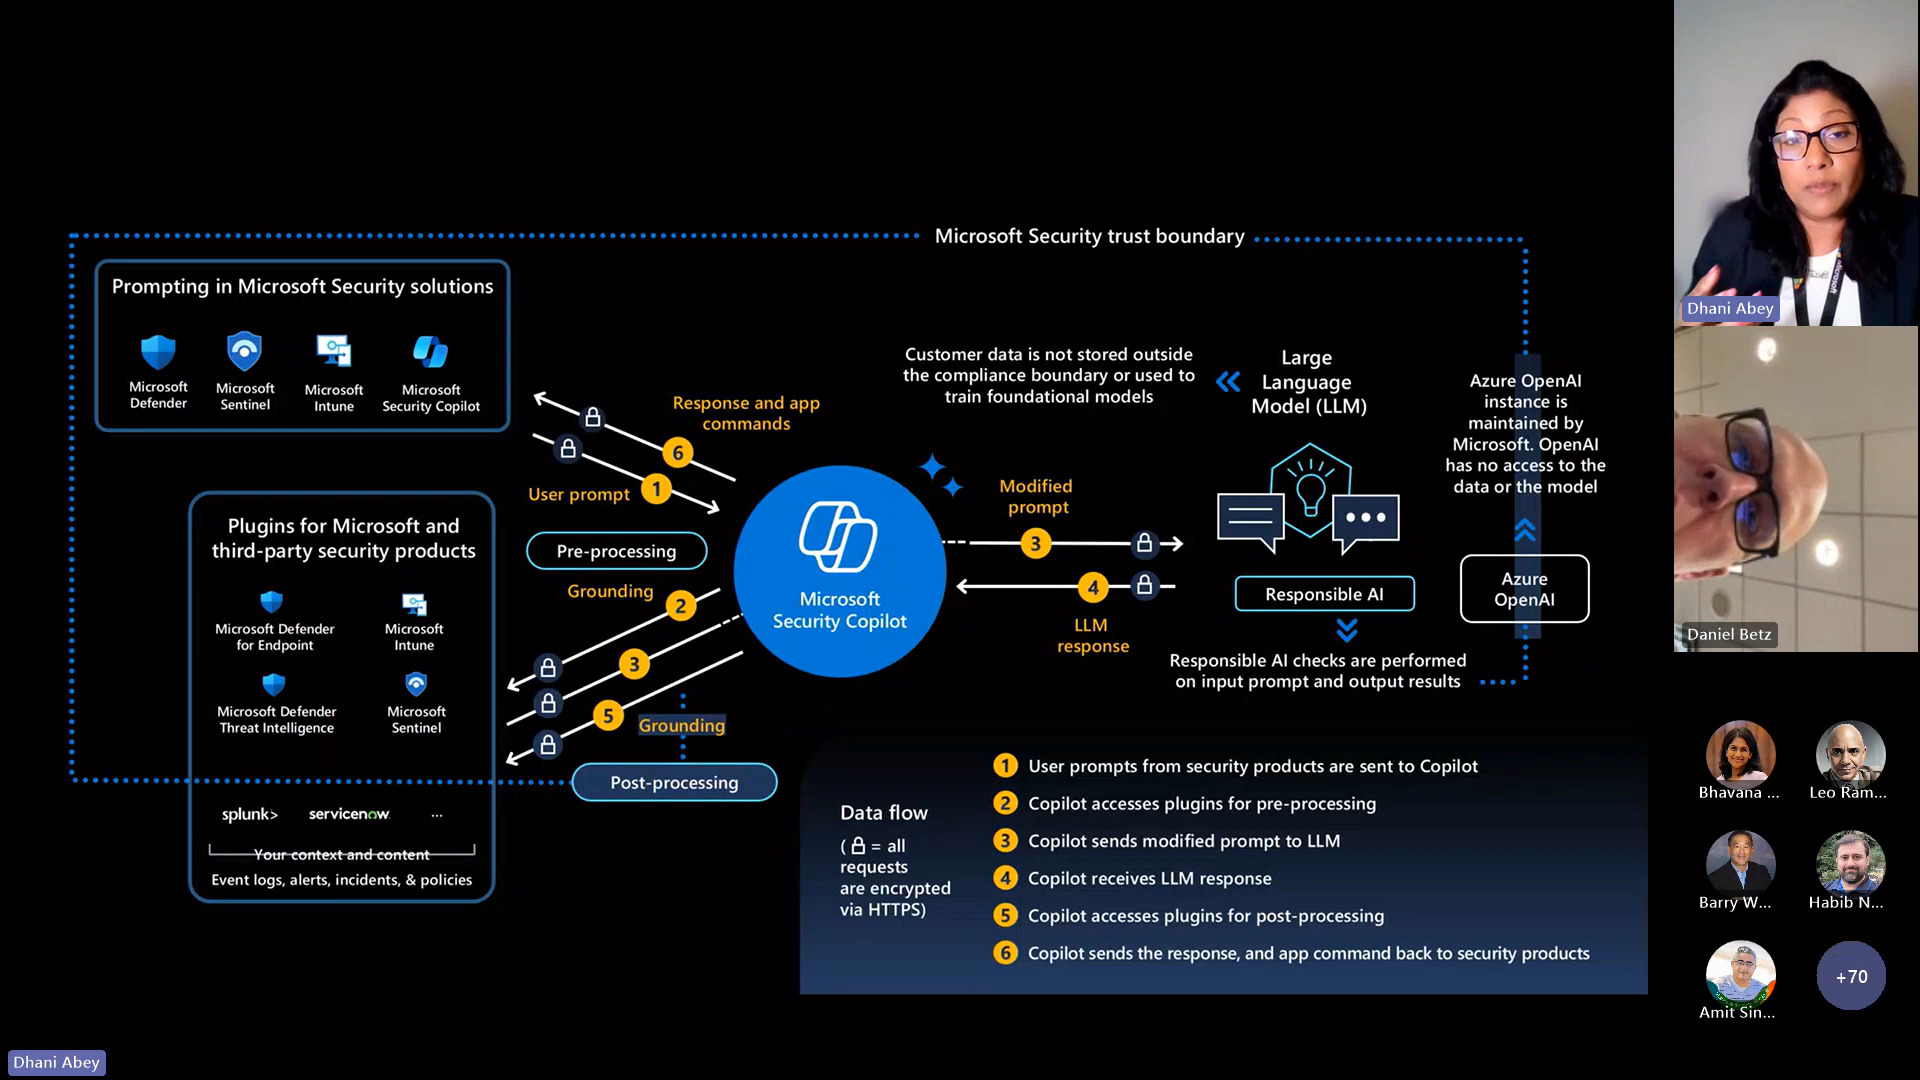 Microsoft Security trust boundary
Prompting in Microsoft Security solutions
Microsoft
Defender
Microsoft
Sentinel
Microsoft
Intune
Microsoft
Security Copilot
Response and app
commands
6
User prompt
1
Pre-processing
Grounding
2
3
5
Grounding
Post-processing
Plugins for Microsoft and
third-party security products
Microsoft Defender
for Endpoint
Microsoft
Intune
Microsoft Defender
Threat Intelligence
Microsoft
Sentinel
splunk>
servicenow
...
Your context and content
Event logs, alerts, incidents, & policies
Microsoft
Security Copilot
Modified
prompt
3
4
LLM
response
Customer data is not stored outside
the compliance boundary or used to
train foundational models
Large
Language
Model (LLM)
Responsible AI
Responsible AI checks are performed
on input prompt and output results
Azure OpenAI
instance is
maintained by
Microsoft. OpenAI
has no access to the
data or the model
Azure
OpenAI
Data flow
( = all
requests
are encrypted
via HTTPS)
1 User prompts from security products are sent to Copilot
2 Copilot accesses plugins for pre-processing
3 Copilot sends modified prompt to LLM
4 Copilot receives LLM response
5 Copilot accesses plugins for post-processing
6 Copilot sends the response, and app command back to security products
Microsoft
Dhani Abey
Daniel Betz
Bhavana ...
Leo Ram...
Barry W...
Habib N...
Amit Sin...
+70
Dhani Abey